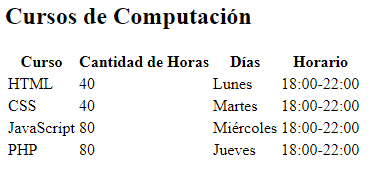 Cursos de Computación
Curso Cantidad de Horas Días Horario
HTML 40 Lunes 18:00-22:00
CSS 40 Martes 18:00-22:00
JavaScript 80 Miércoles 18:00-22:00
PHP 80 Jueves 18:00-22:00